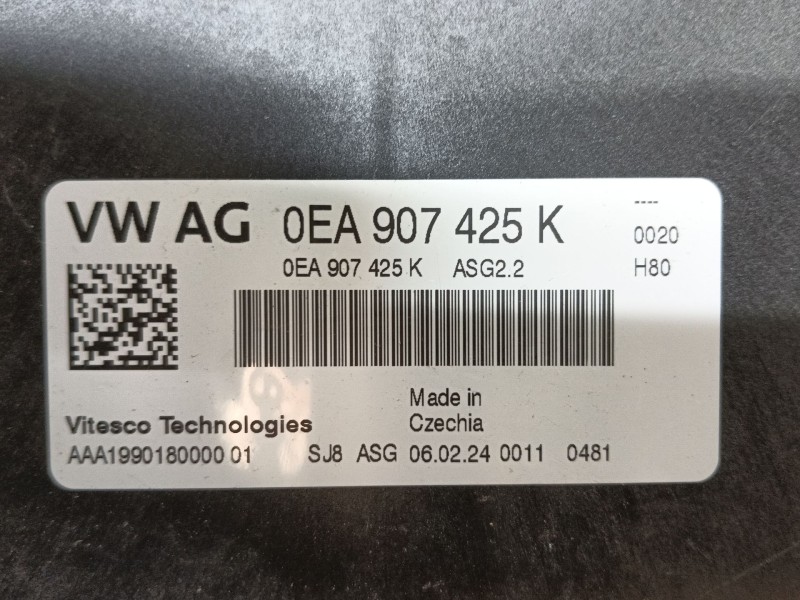 VW AG 0EA 907 425 K ----
0020
0EA 907 425 K ASG2.2 H80
Made in
Vitesco Technologies Czechia
AAA1990180000 01 SJ8 ASG 06.02.24 0011 0481